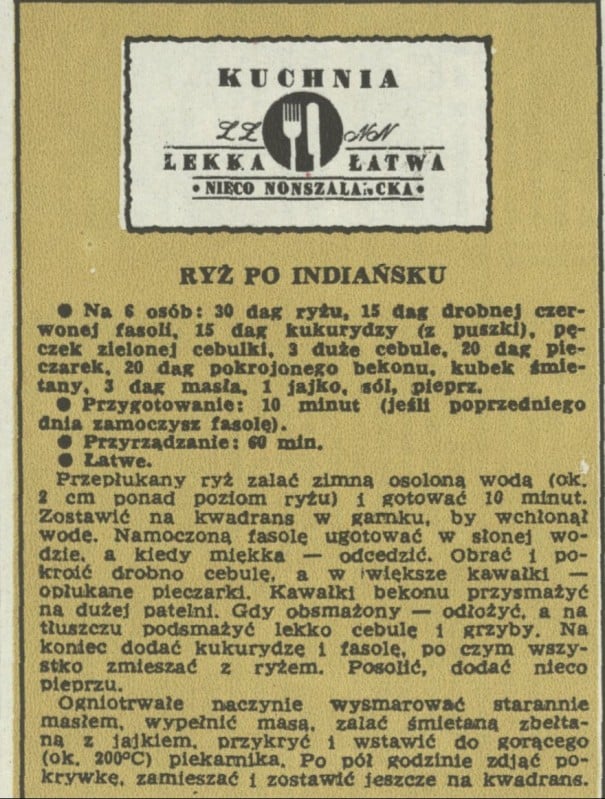 KUCHNIA
LŁ NN
LEKKA ŁATWA
• NIECO NONSZALANCKA •
RYŻ PO INDIAŃSKU
● Na 6 osób: 30 dag ryżu, 15 dag drobnej czer-
wonej fasoli, 15 dag kukurydzy (z puszki), pę-
czek zielonej cebulki, 3 duże cebule, 20 dag pie-
czarek, 20 dag pokrojonego bekonu, kubek śmie-
tany, 3 dag masła, 1 jajko, sól, pieprz.
● Przygotowanie: 10 minut (jeśli poprzedniego
dnia zamoczysz fasolę).
● Przyrządzanie: 60 min.
● Łatwe.
Przepłukany ryż zalać zimną osoloną wodą (ok.
2 cm ponad poziom ryżu) i gotować 10 minut.
Zostawić na kwadrans w garnku, by wchłonął
wodę. Namoczoną fasolę ugotować w słonej wo-
dzie, a kiedy miękka — odcedzić. Obrać i po-
kroić drobno cebulę, a w większe kawałki —
opłukane pieczarki. Kawałki bekonu przysmażyć
na dużej patelni. Gdy obsmażony — odłożyć, a na
tłuszczu podsmażyć lekko cebulę i grzyby. Na
koniec dodać kukurydzę i fasolę, po czym wszy-
stko zmieszać z ryżem. Posolić, dodać nieco
pieprzu.
Ogniotrwałe naczynie wysmarować starannie
masłem, wypełnić masą, zalać śmietaną zbełta-
ną z jajkiem, przykryć i wstawić do gorącego
(ok. 200ºC) piekarnika. Po pół godzinie zdjąć po-
krywkę, zamieszać i zostawić jeszcze na kwadrans.